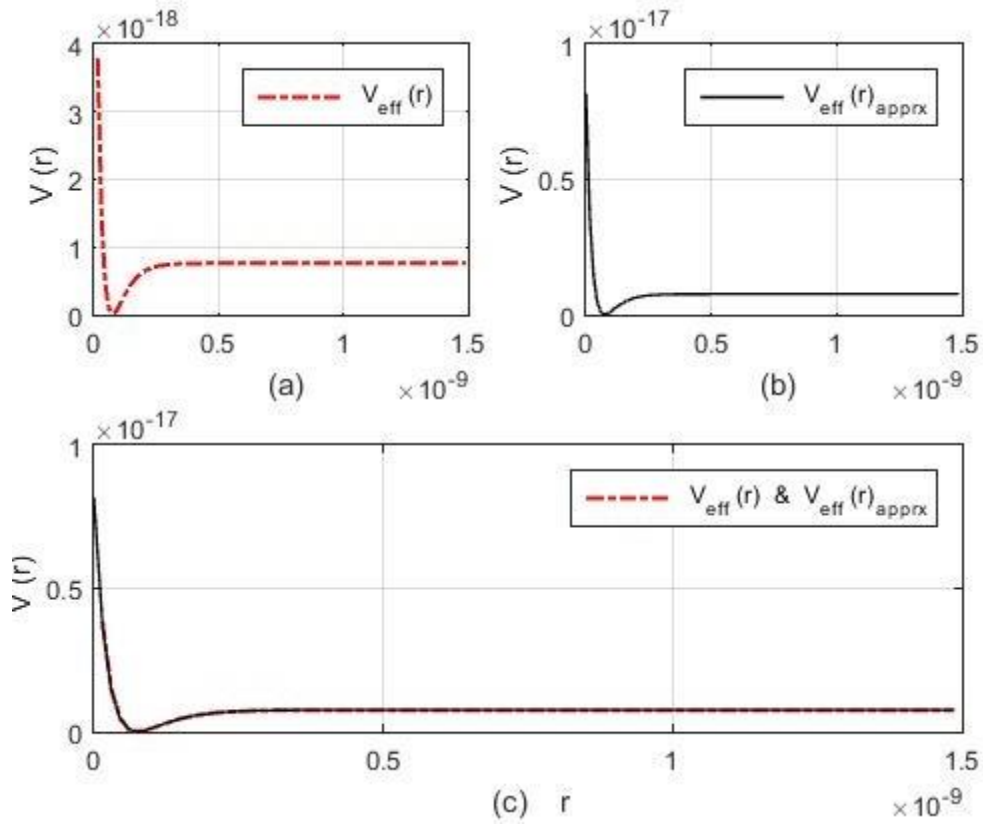 × 10⁻¹⁸
V_eff (r)
V (r)
4
3
2
1
0
0 0.5 1 1.5
(a) × 10⁻⁹
× 10⁻¹⁷
V_eff (r)_apprx
V (r)
1
0.5
0
0 0.5 1 1.5
(b) × 10⁻⁹
× 10⁻¹⁷
V_eff (r) & V_eff (r)_apprx
V (r)
1
0.5
0
0 0.5 1 1.5
(c) r × 10⁻⁹